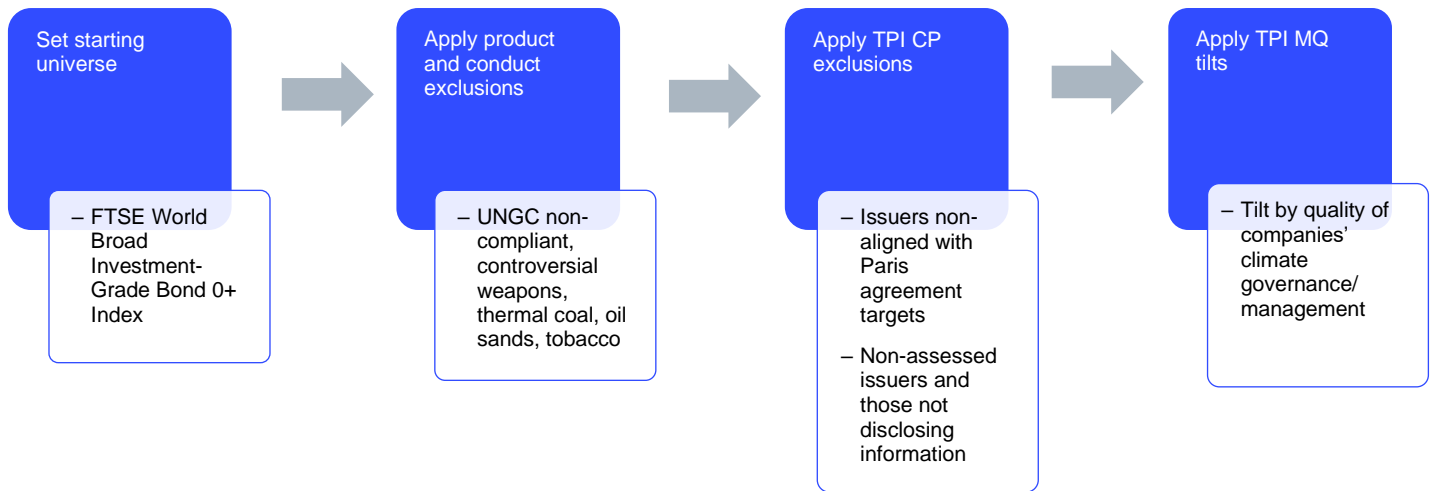 Set starting
universe
– FTSE World
Broad
Investment-
Grade Bond 0+
Index
Apply product
and conduct
exclusions
– UNGC non-
compliant,
controversial
weapons,
thermal coal, oil
sands, tobacco
Apply TPI CP
exclusions
– Issuers non-
aligned with
Paris
agreement
targets
– Non-assessed
issuers and
those not
disclosing
information
Apply TPI MQ
tilts
– Tilt by quality of
companies’
climate
governance/
management